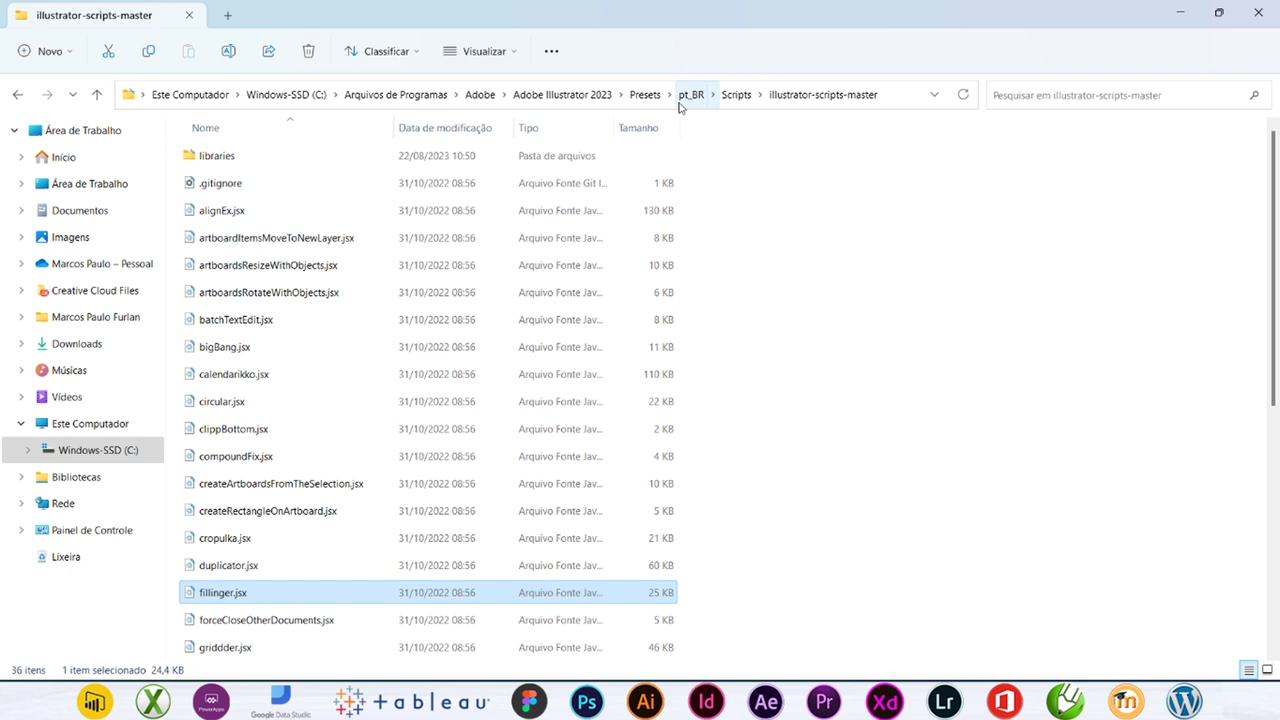 illustrator-scripts-master
Novo
Classificar
Visualizar
Este Computador > Windows-SSD (C:) > Arquivos de Programas > Adobe > Adobe Illustrator 2023 > Presets > pt_BR > Scripts > illustrator-scripts-master
Pesquisar em illustrator-scripts-master
Nome Data de modificação Tipo Tamanho
Área de Trabalho
Início
Área de Trabalho
Documentos
Imagens
Marcos Paulo – Pessoal
Creative Cloud Files
Marcos Paulo Furlan
Downloads
Músicas
Vídeos
Este Computador
Windows-SSD (C:)
Bibliotecas
Rede
Painel de Controle
Lixeira
libraries 22/08/2023 10:50 Pasta de arquivos
.gitignore 31/10/2022 08:56 Arquivo Fonte Git I... 1 KB
alignEx.jsx 31/10/2022 08:56 Arquivo Fonte Jav... 130 KB
artboardItemsMoveToNewLayer.jsx 31/10/2022 08:56 Arquivo Fonte Jav... 8 KB
artboardsResizeWithObjects.jsx 31/10/2022 08:56 Arquivo Fonte Jav... 10 KB
artboardsRotateWithObjects.jsx 31/10/2022 08:56 Arquivo Fonte Jav... 6 KB
batchTextEdit.jsx 31/10/2022 08:56 Arquivo Fonte Jav... 8 KB
bigBang.jsx 31/10/2022 08:56 Arquivo Fonte Jav... 11 KB
calendarikko.jsx 31/10/2022 08:56 Arquivo Fonte Jav... 110 KB
circular.jsx 31/10/2022 08:56 Arquivo Fonte Jav... 22 KB
clippBottom.jsx 31/10/2022 08:56 Arquivo Fonte Jav... 2 KB
compoundFix.jsx 31/10/2022 08:56 Arquivo Fonte Jav... 4 KB
createArtboardsFromTheSelection.jsx 31/10/2022 08:56 Arquivo Fonte Jav... 10 KB
createRectangleOnArtboard.jsx 31/10/2022 08:56 Arquivo Fonte Jav... 5 KB
cropulka.jsx 31/10/2022 08:56 Arquivo Fonte Jav... 21 KB
duplicator.jsx 31/10/2022 08:56 Arquivo Fonte Jav... 60 KB
fillinger.jsx 31/10/2022 08:56 Arquivo Fonte Jav... 25 KB
forceCloseOtherDocuments.jsx 31/10/2022 08:56 Arquivo Fonte Jav... 5 KB
griddder.jsx 31/10/2022 08:56 Arquivo Fonte Jav... 46 KB
36 itens 1 item selecionado 24,4 KB
PowerApps Google Data Studio tableau Ps Ai Id Ae Pr Xd Lr